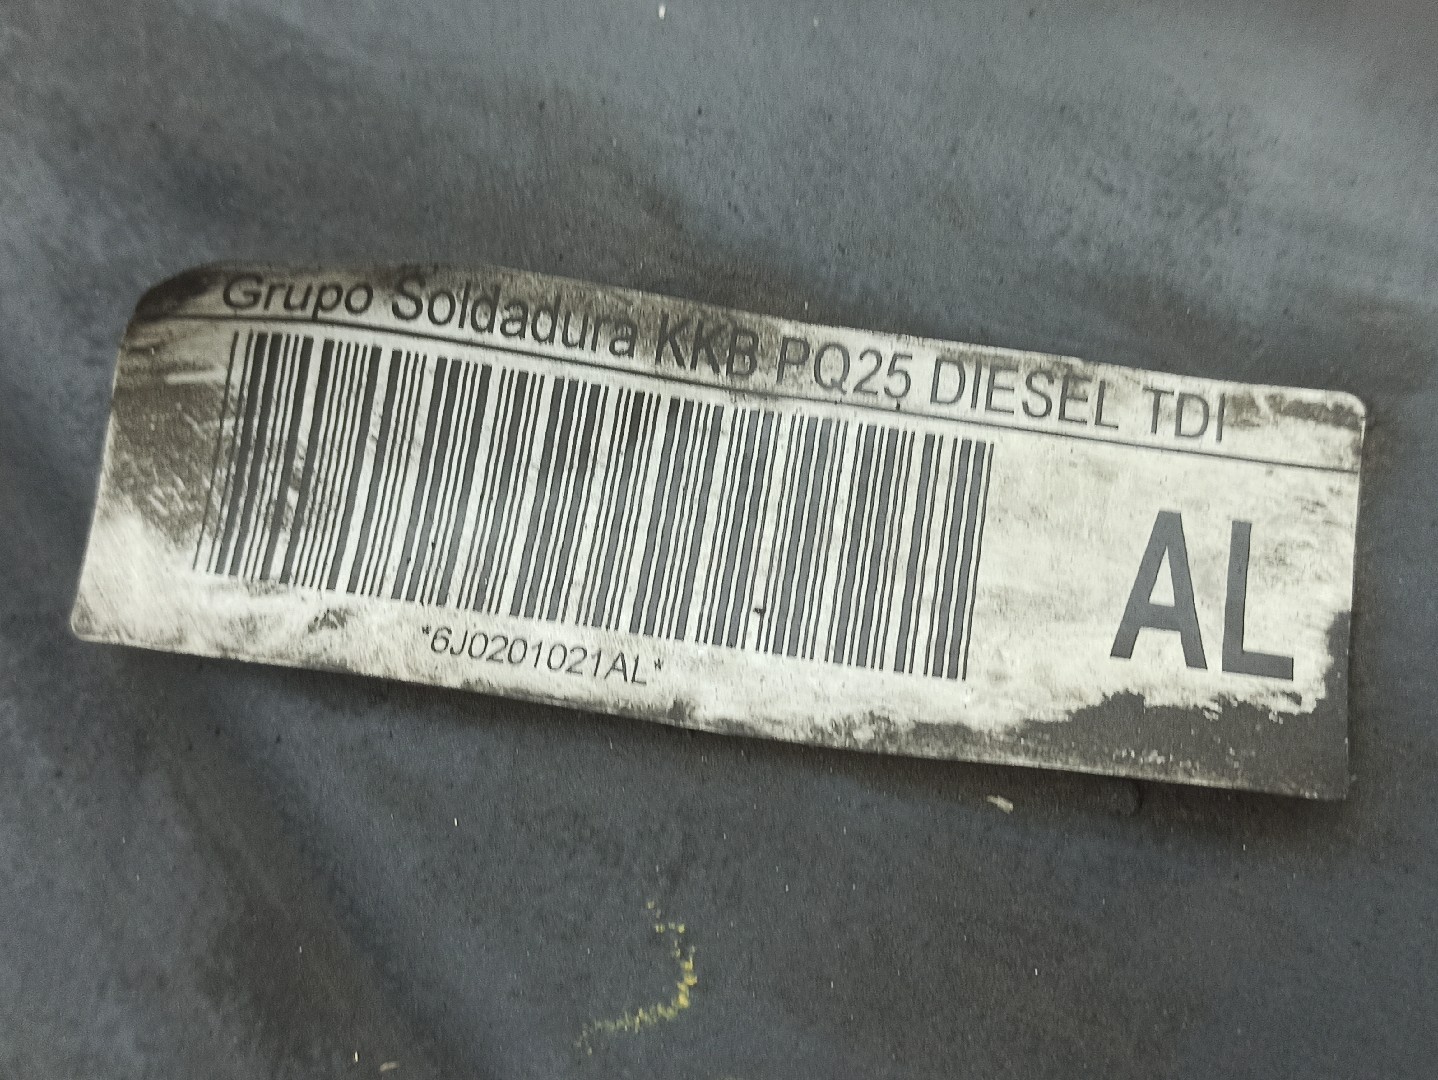 Grupo Soldadura KKB PQ25 DIESEL TDI
AL
*6J0201021AL*